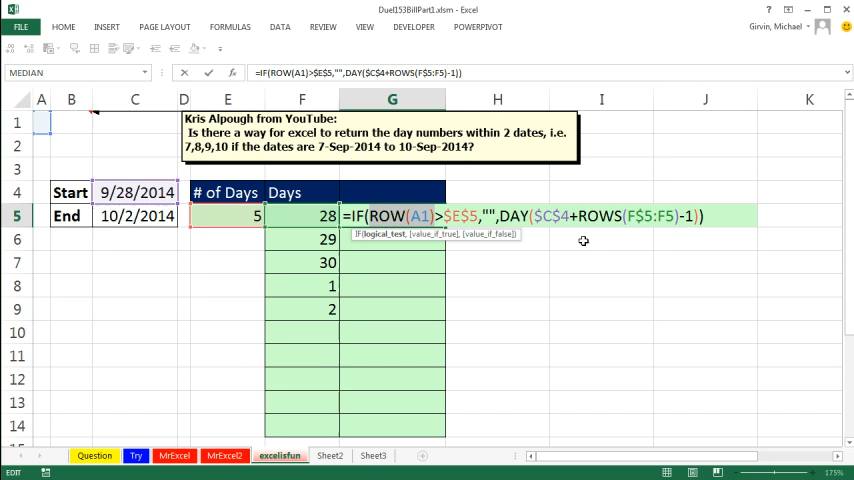 Duel153BillPart1.xlsm - Excel
FILE HOME INSERT PAGE LAYOUT FORMULAS DATA REVIEW VIEW DEVELOPER POWERPIVOT Girvin, Michael
MEDIAN =IF(ROW(A1)>$E$5,"",DAY($C$4+ROWS(F$5:F5)-1))
A B C D E F G H I J K
1 Kris Alpough from YouTube:
2 Is there a way for excel to return the day numbers within 2 dates, i.e.
7,8,9,10 if the dates are 7-Sep-2014 to 10-Sep-2014?
3
4 Start 9/28/2014 # of Days Days
5 End 10/2/2014 5 28 =IF(ROW(A1)>$E$5,"",DAY($C$4+ROWS(F$5:F5)-1))
IF(logical_test, [value_if_true], [value_if_false])
6 29
7 30
8 1
9 2
10
11
12
13
14
15
Question Try MrExcel MrExcel2 excelisfun Sheet2 Sheet3
EDIT 175%